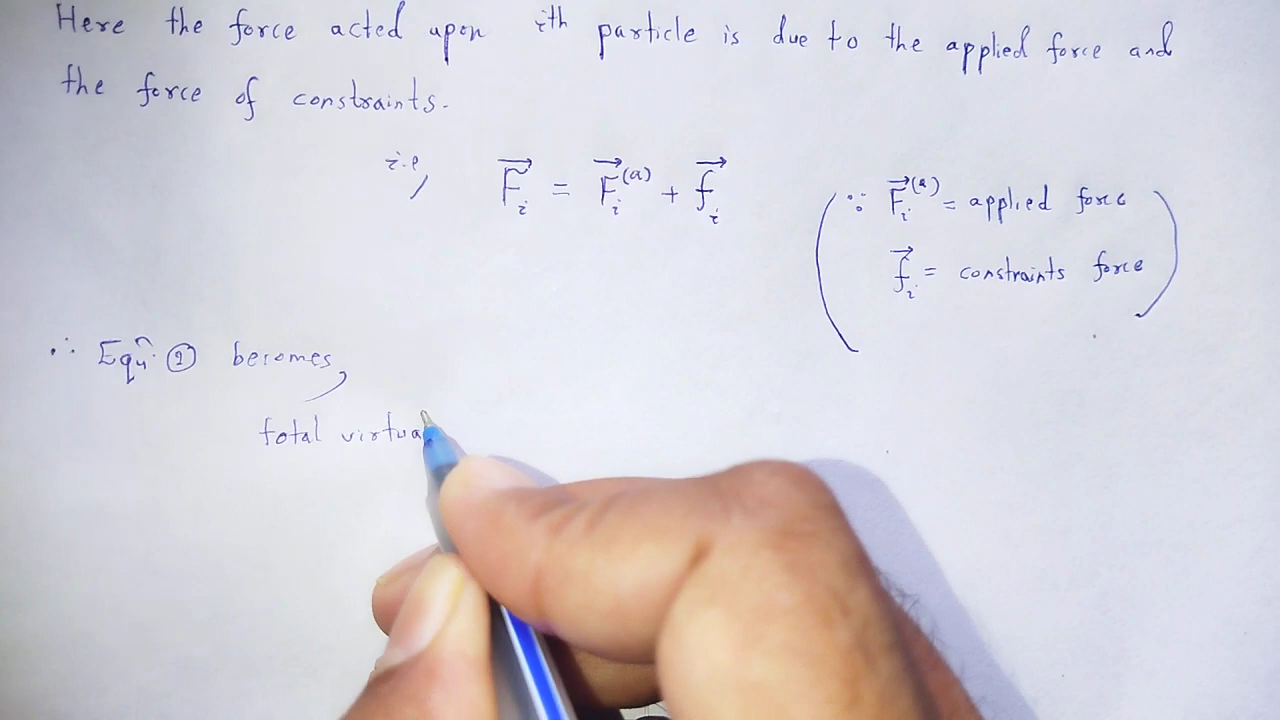 Here the force acted upon ith particle is due to the applied force and
the force of constraints.
i.e, F⃗ᵢ = F⃗ᵢ⁽ᵃ⁾ + f⃗ᵢ
(∵ F⃗ᵢ⁽ᵃ⁾ = applied force
f⃗ᵢ = constraints force)
∴ Eqⁿ. ① becomes,
total virtua